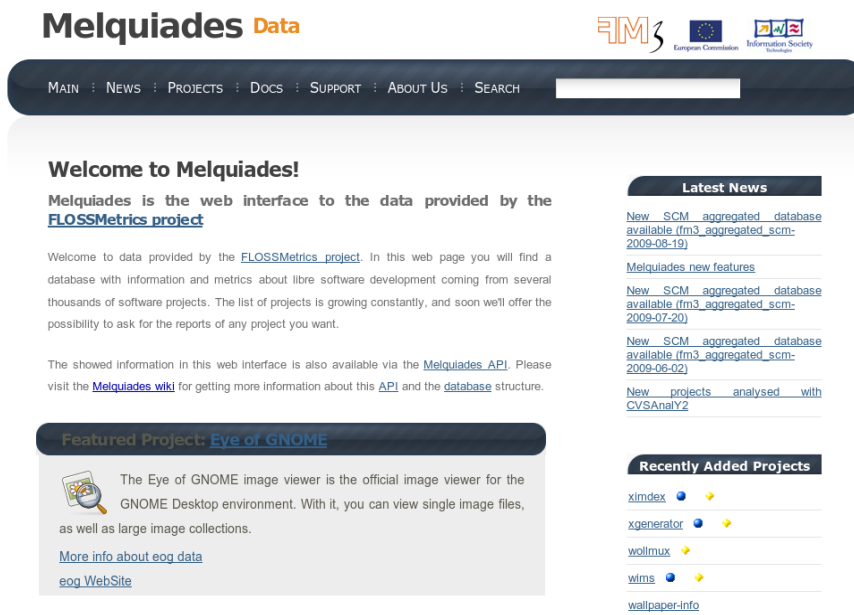 Melquiades Data
FM3
European Commission
Information Society
Technologies
Main News Projects Docs Support About Us Search
Welcome to Melquiades!
Melquiades is the web interface to the data provided by the
FLOSSMetrics project
Welcome to data provided by the FLOSSMetrics project. In this web page you will find a
database with information and metrics about libre software development coming from several
thousands of software projects. The list of projects is growing constantly, and soon we'll offer the
possibility to ask for the reports of any project you want.
The showed information in this web interface is also available via the Melquiades API. Please
visit the Melquiades wiki for getting more information about this API and the database structure.
Featured Project: Eye of GNOME
The Eye of GNOME image viewer is the official image viewer for the
GNOME Desktop environment. With it, you can view single image files,
as well as large image collections.
More info about eog data
eog WebSite
Latest News
New SCM aggregated database
available (fm3_aggregated_scm-
2009-08-19)
Melquiades new features
New SCM aggregated database
available (fm3_aggregated_scm-
2009-07-20)
New SCM aggregated database
available (fm3_aggregated_scm-
2009-06-02)
New projects analysed with
CVSAnalY2
Recently Added Projects
ximdex
xgenerator
wollmux
wims
wallpaper-info